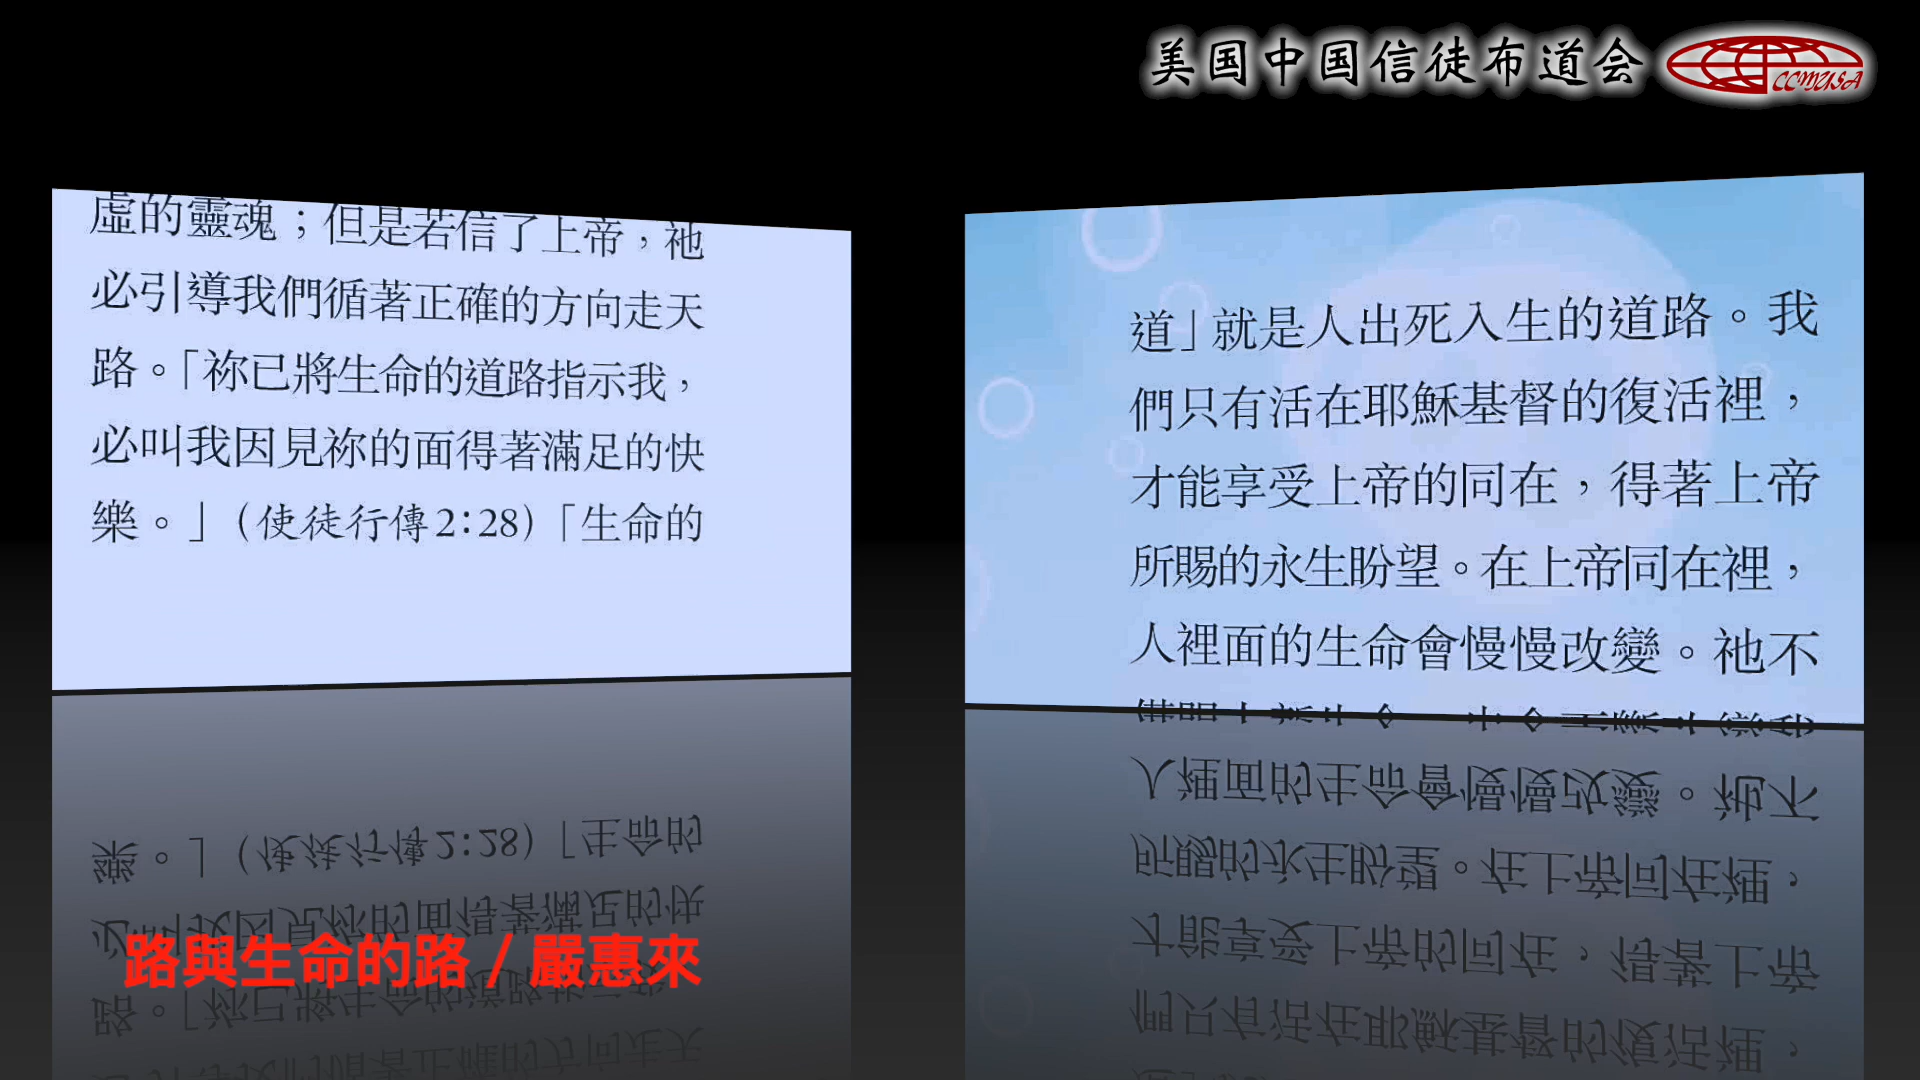 美国中国信徒布道会
CCMUSA
虛的靈魂；但是若信了上帝，祂
必引導我們循著正確的方向走天
路。「祢已將生命的道路指示我，
必叫我因見祢的面得著滿足的快
樂。」（使徒行傳2:28）「生命的
道」就是人出死入生的道路。我
們只有活在耶穌基督的復活裡，
才能享受上帝的同在，得著上帝
所賜的永生盼望。在上帝同在裡，
人裡面的生命會慢慢改變。祂不
路與生命的路 / 嚴惠來